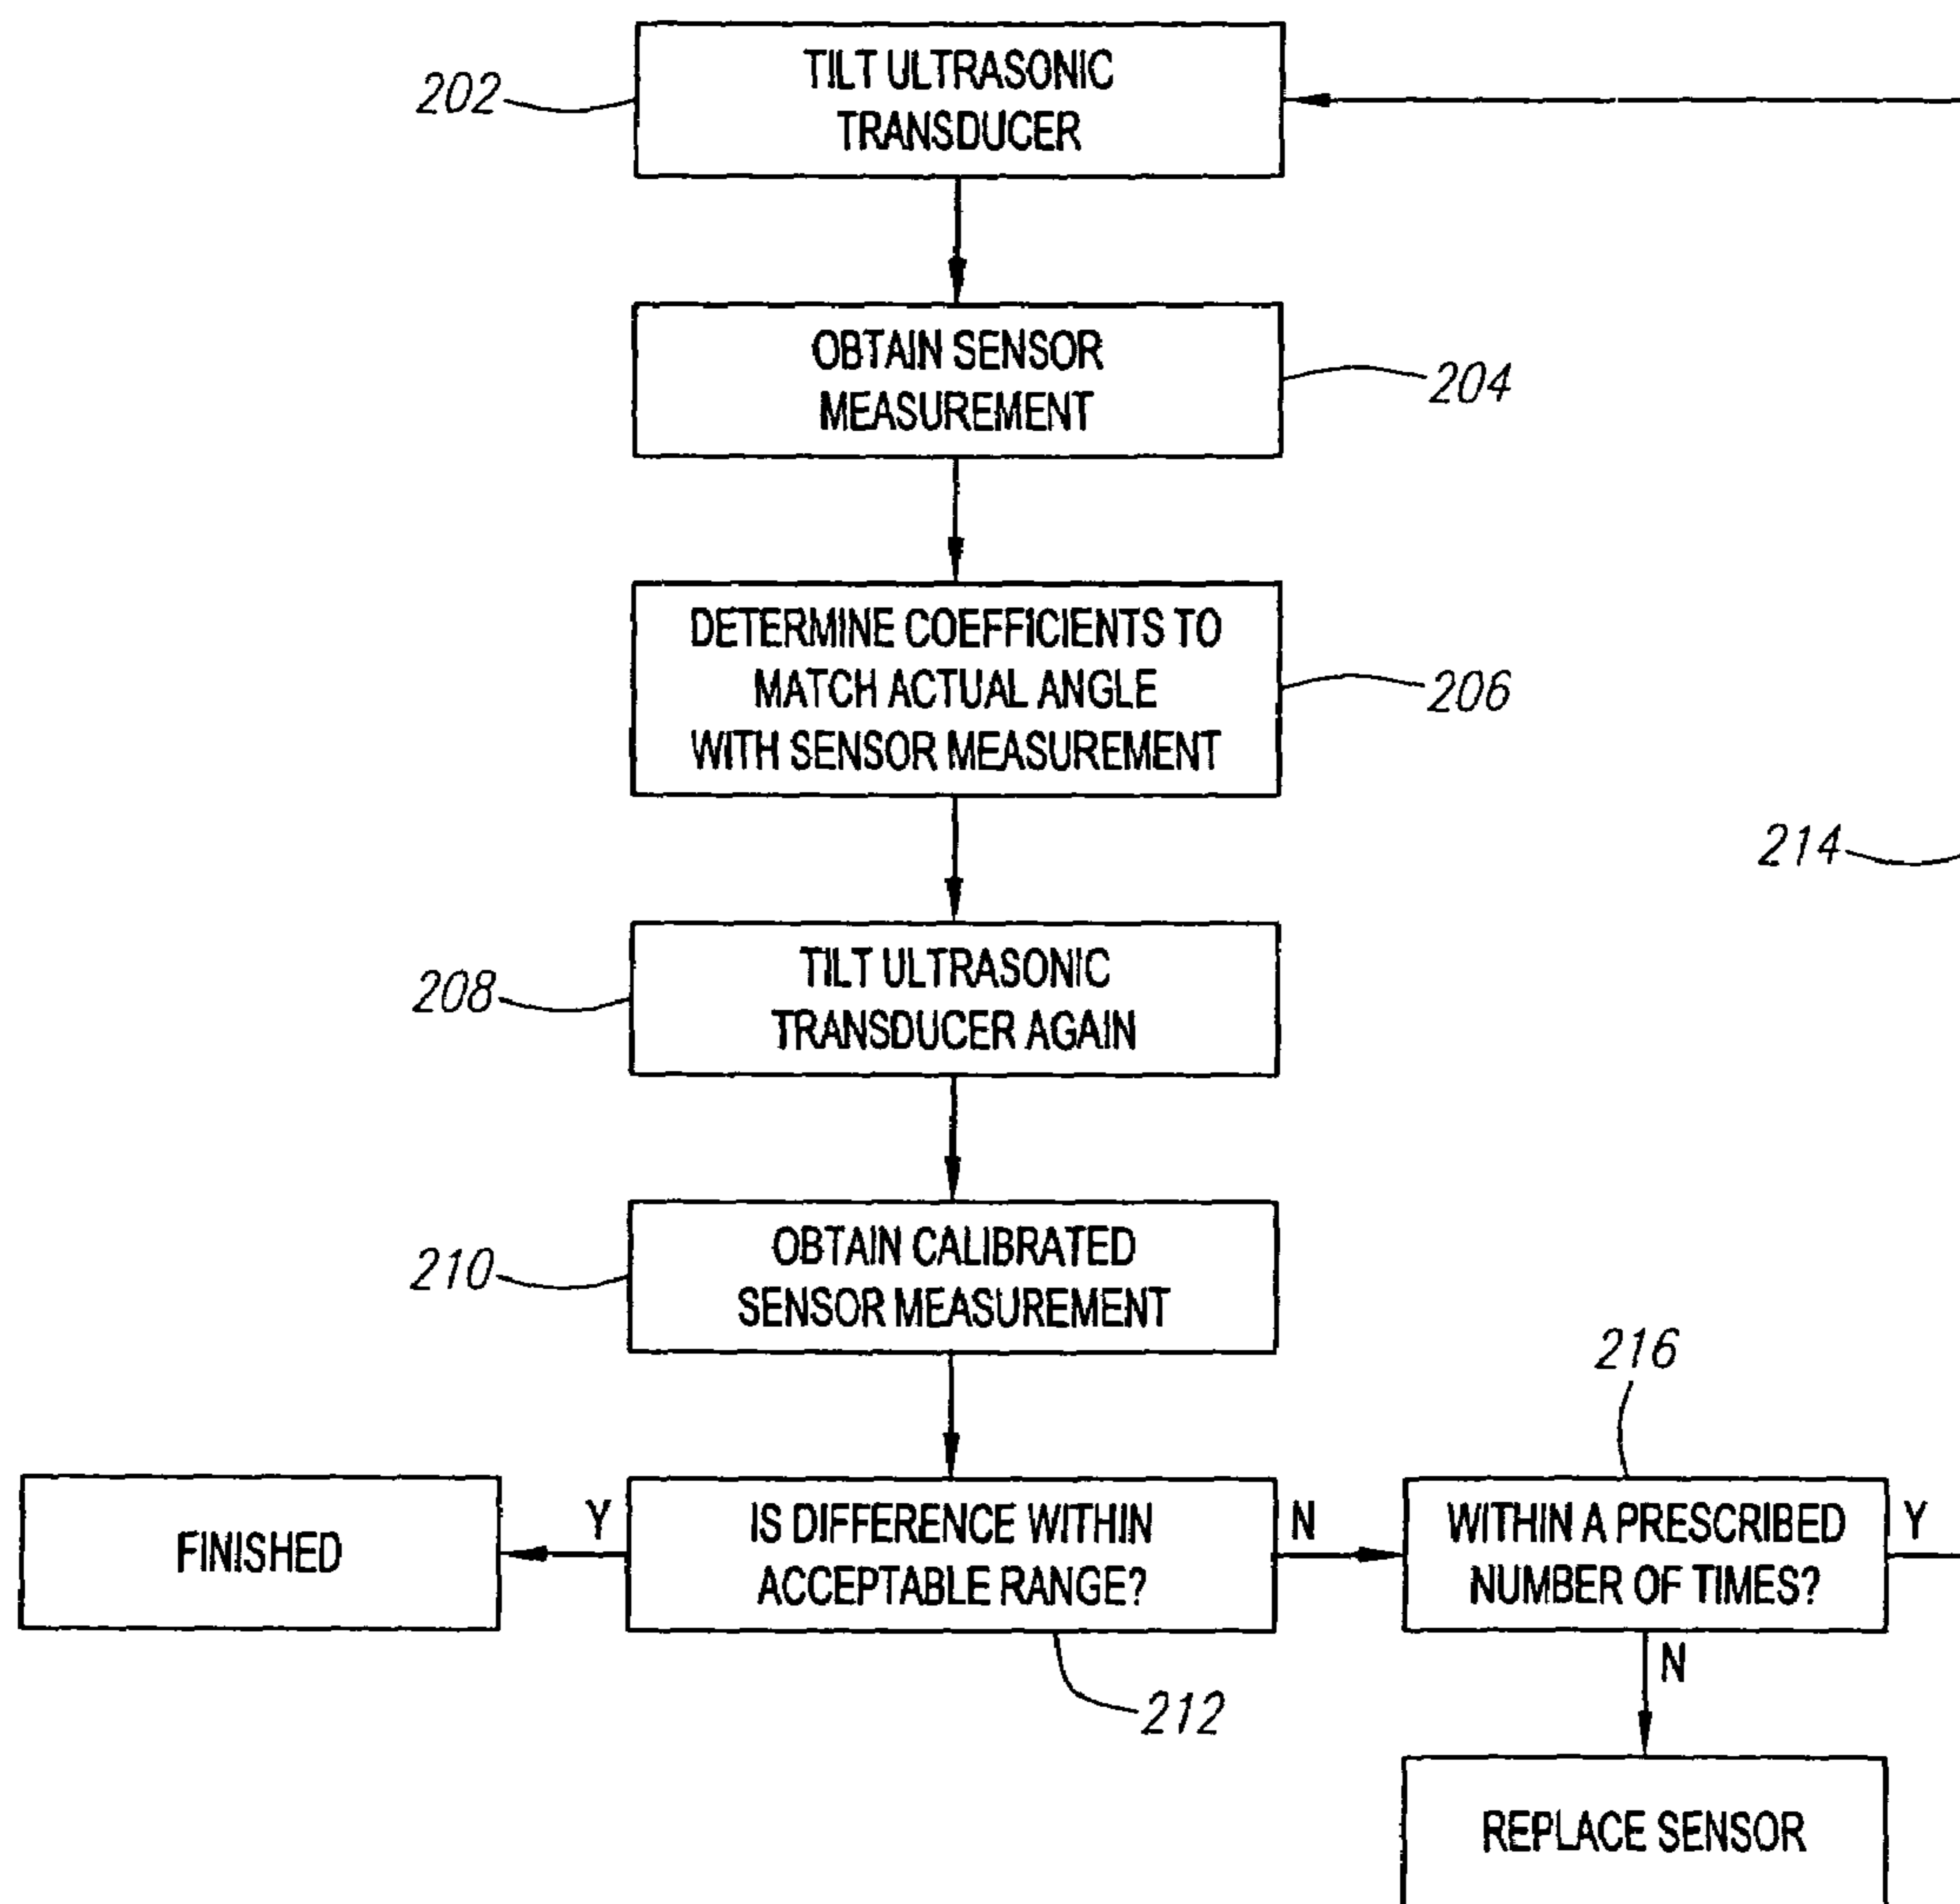 TILT ULTRASONIC
TRANSDUCER
202
OBTAIN SENSOR
MEASUREMENT
204
DETERMINE COEFFICIENTS TO
MATCH ACTUAL ANGLE
WITH SENSOR MEASUREMENT
206
214
TILT ULTRASONIC
TRANSDUCER AGAIN
208
OBTAIN CALIBRATED
SENSOR MEASUREMENT
210
216
FINISHED
Y
IS DIFFERENCE WITHIN
ACCEPTABLE RANGE?
N
WITHIN A PRESCRIBED
NUMBER OF TIMES?
Y
212
N
REPLACE SENSOR